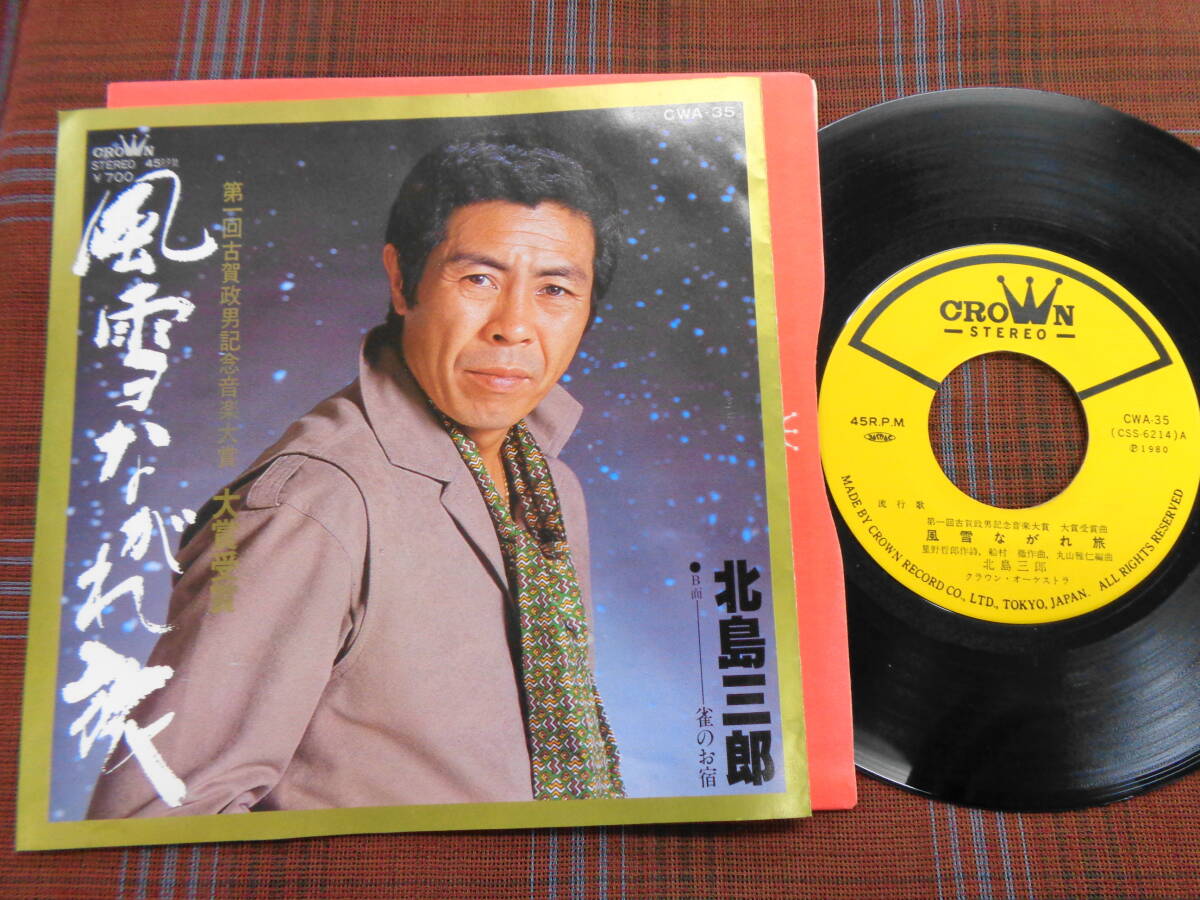 CROWN
STEREO 45回転
¥700
CWA-35
風雪ながれ旅
第一回古賀政男記念音楽大賞 大賞受賞
北島三郎
●B面――雀のお宿
CROWN
STEREO
45R.P.M.
CWA-35
(CSS-6214)A
Ⓟ1980
流行歌
第一回古賀政男記念音楽大賞 大賞受賞曲
風雪ながれ旅
星野哲郎作詩、船村 徹作曲、丸山雅仁編曲
北島三郎
クラウン・オーケストラ
MADE BY CROWN RECORD CO., LTD., TOKYO, JAPAN. ALL RIGHTS RESERVED